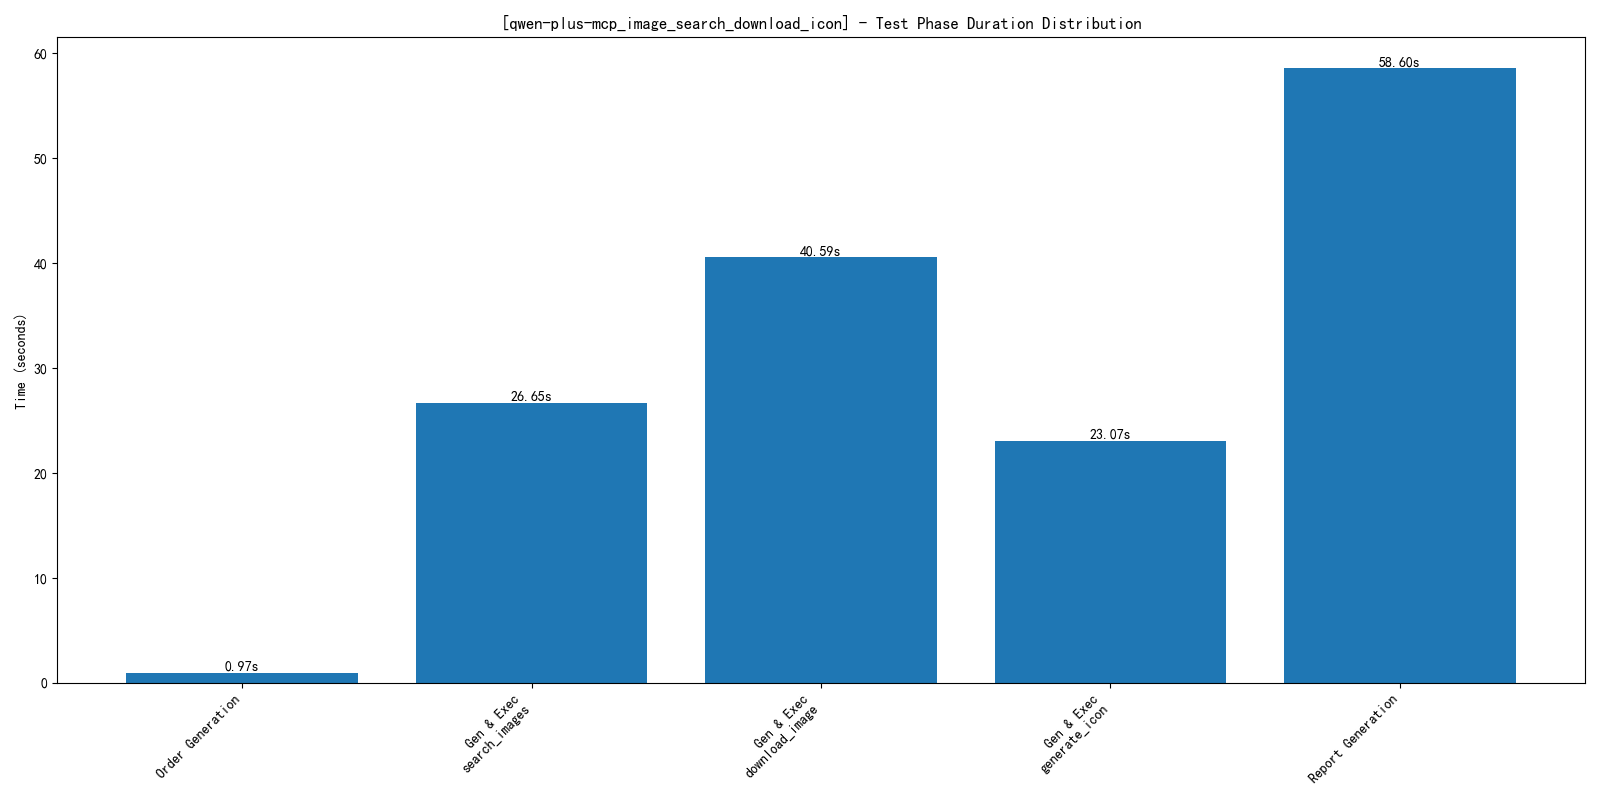 [qwen-plus-mcp_image_search_download_icon] - Test Phase Duration Distribution
Time (seconds)
60
50
40
30
20
10
0
0.97s
26.65s
40.59s
23.07s
58.60s
Order Generation
Gen & Exec
search_images
Gen & Exec
download_image
Gen & Exec
generate_icon
Report Generation